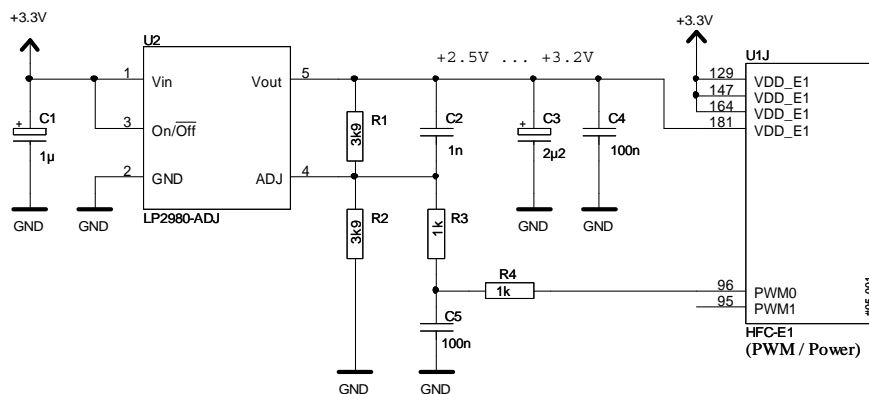 +3.3V
U2
1
Vin
Vout
5
+2.5V ... +3.2V
+3.3V
U1J
129
VDD_E1
147
VDD_E1
164
VDD_E1
181
VDD_E1
C1
1µ
3
On/Off
R1
3k9
C2
1n
C3
2µ2
C4
100n
2
GND
ADJ
4
LP2980-ADJ
GND
GND
GND
GND
R2
3k9
R3
1k
R4
1k
96
PWM0
95
PWM1
C5
100n
HFC-E1
(PWM / Power)
GND
GND